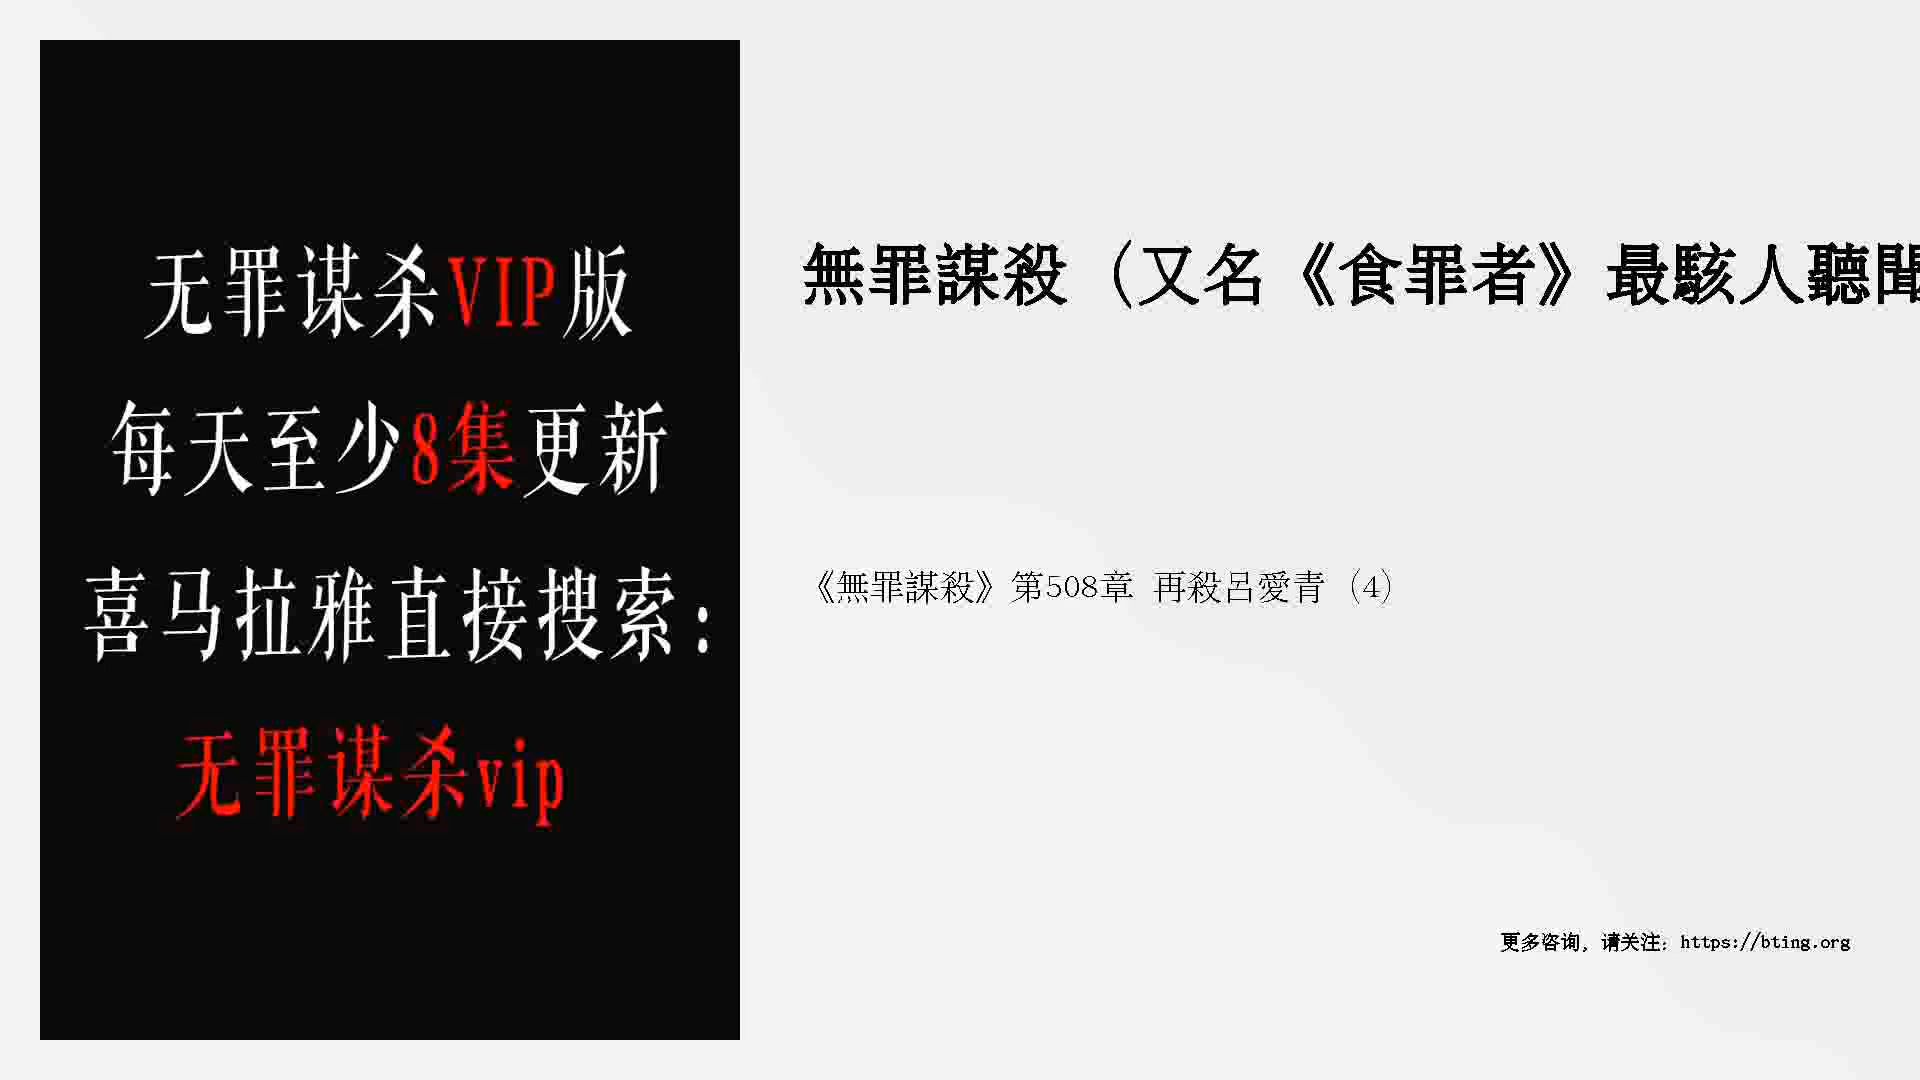 无罪谋杀VIP版
每天至少8集更新
喜马拉雅直接搜索：
无罪谋杀vip
無罪謀殺（又名《食罪者》最駭人聽聞
《無罪謀殺》第508章 再殺呂愛青（4）
更多咨询，请关注：https://bting.org